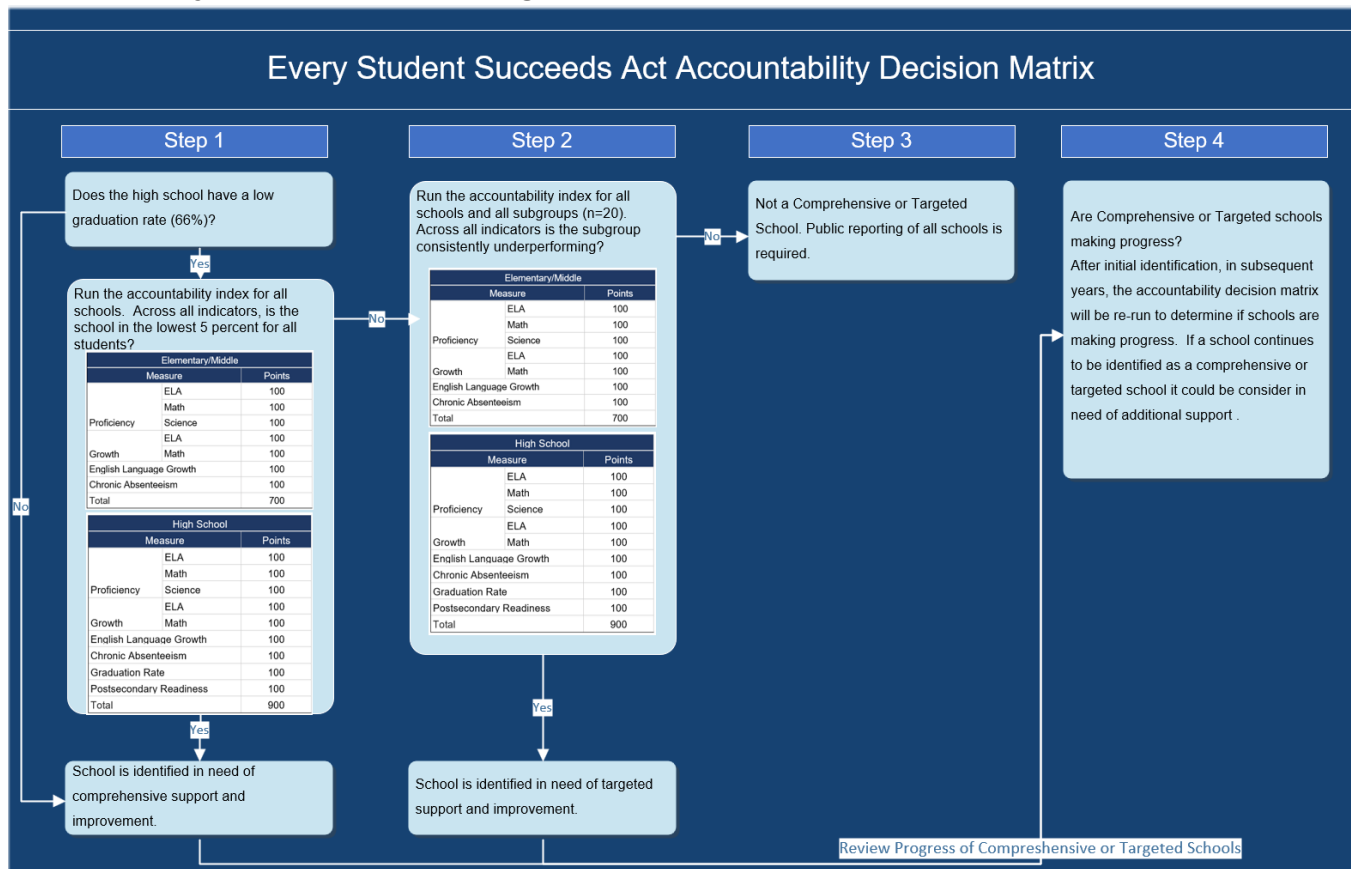 Every Student Succeeds Act Accountability Decision Matrix
Step 1
Does the high school have a low
graduation rate (66%)?
Yes
No
Run the accountability index for all
schools.  Across all indicators, is the
school in the lowest 5 percent for all
students?
Elementary/Middle
Measure Points
ELA 100
Math 100
Proficiency Science 100
ELA 100
Growth Math 100
English Language Growth 100
Chronic Absenteeism 100
Total 700
High School
Measure Points
ELA 100
Math 100
Proficiency Science 100
ELA 100
Growth Math 100
English Language Growth 100
Chronic Absenteeism 100
Graduation Rate 100
Postsecondary Readiness 100
Total 900
Yes
School is identified in need of
comprehensive support and
improvement.
No
Step 2
Run the accountability index for all
schools and all subgroups (n=20).
Across all indicators is the subgroup
consistently underperforming?
Elementary/Middle
Measure Points
ELA 100
Math 100
Proficiency Science 100
ELA 100
Growth Math 100
English Language Growth 100
Chronic Absenteeism 100
Total 700
High School
Measure Points
ELA 100
Math 100
Proficiency Science 100
ELA 100
Growth Math 100
English Language Growth 100
Chronic Absenteeism 100
Graduation Rate 100
Postsecondary Readiness 100
Total 900
Yes
School is identified in need of targeted
support and improvement.
No
Step 3
Not a Comprehensive or Targeted
School. Public reporting of all schools is
required.
Step 4
Are Comprehensive or Targeted schools
making progress?
After initial identification, in subsequent
years, the accountability decision matrix
will be re-run to determine if schools are
making progress.  If a school continues
to be identified as a comprehensive or
targeted school it could be consider in
need of additional support .
Review Progress of Compreshensive or Targeted Schools